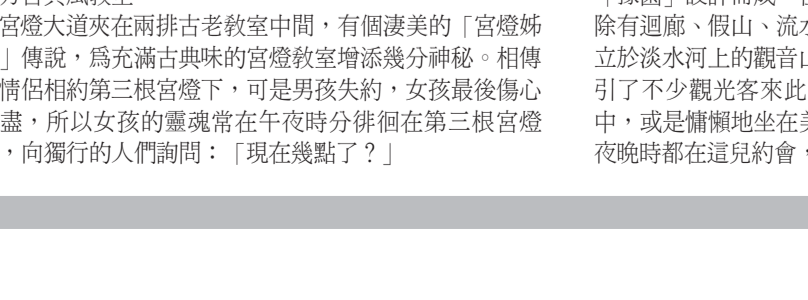 宮燈大道夾在兩排古老教室中間，有個淒美的「宮燈姊
」傳說，爲充滿古典味的宮燈教室增添幾分神秘。相傳
情侶相約第三根宮燈下，可是男孩失約，女孩最後傷心
盡，所以女孩的靈魂常在午夜時分徘徊在第三根宮燈
，向獨行的人們詢問：「現在幾點了？」
除有迴廊、假山、流水
立於淡水河上的觀音山
引了不少觀光客來此
中，或是慵懶地坐在美
夜晚時都在這兒約會，